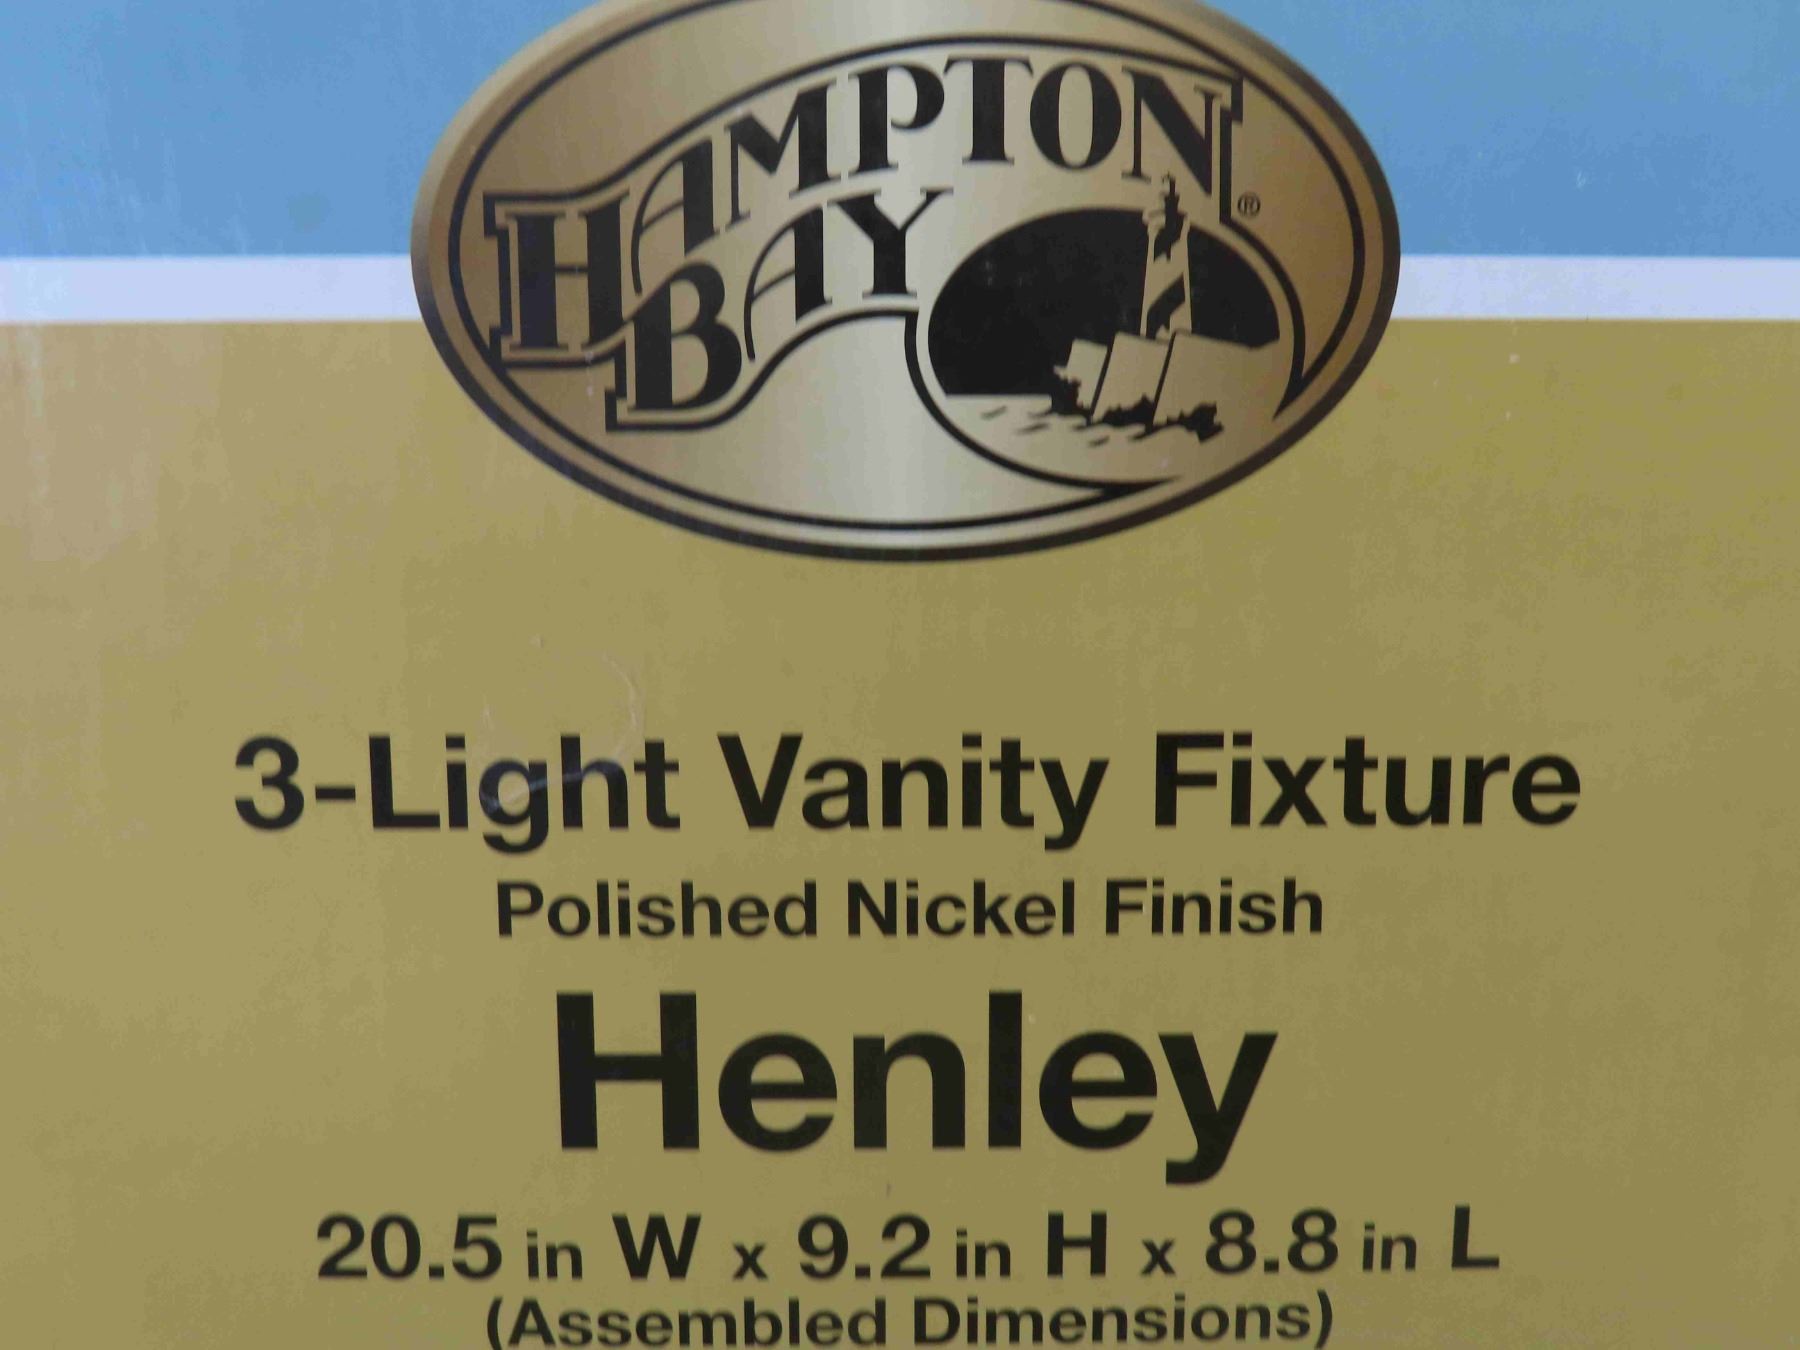 HAMPTON
BAY ®
3-Light Vanity Fixture
Polished Nickel Finish
Henley
20.5 in W x 9.2 in H x 8.8 in L
(Assembled Dimensions)